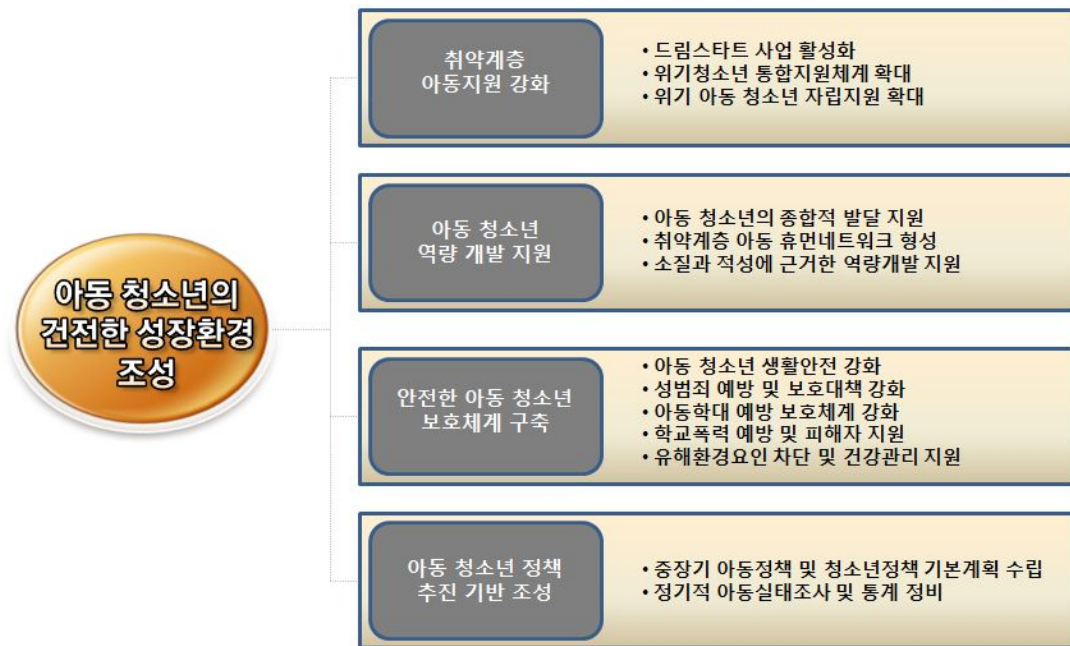 아동 청소년의
건전한 성장환경
조성
취약계층
아동지원 강화
• 드림스타트 사업 활성화
• 위기청소년 통합지원체계 확대
• 위기 아동 청소년 자립지원 확대
아동 청소년
역량 개발 지원
• 아동 청소년의 종합적 발달 지원
• 취약계층 아동 휴먼네트워크 형성
• 소질과 적성에 근거한 역량개발 지원
안전한 아동 청소년
보호체계 구축
• 아동 청소년 생활안전 강화
• 성범죄 예방 및 보호대책 강화
• 아동학대 예방 보호체계 강화
• 학교폭력 예방 및 피해자 지원
• 유해환경요인 차단 및 건강관리 지원
아동 청소년 정책
추진 기반 조성
• 중장기 아동정책 및 청소년정책 기본계획 수립
• 정기적 아동실태조사 및 통계 정비